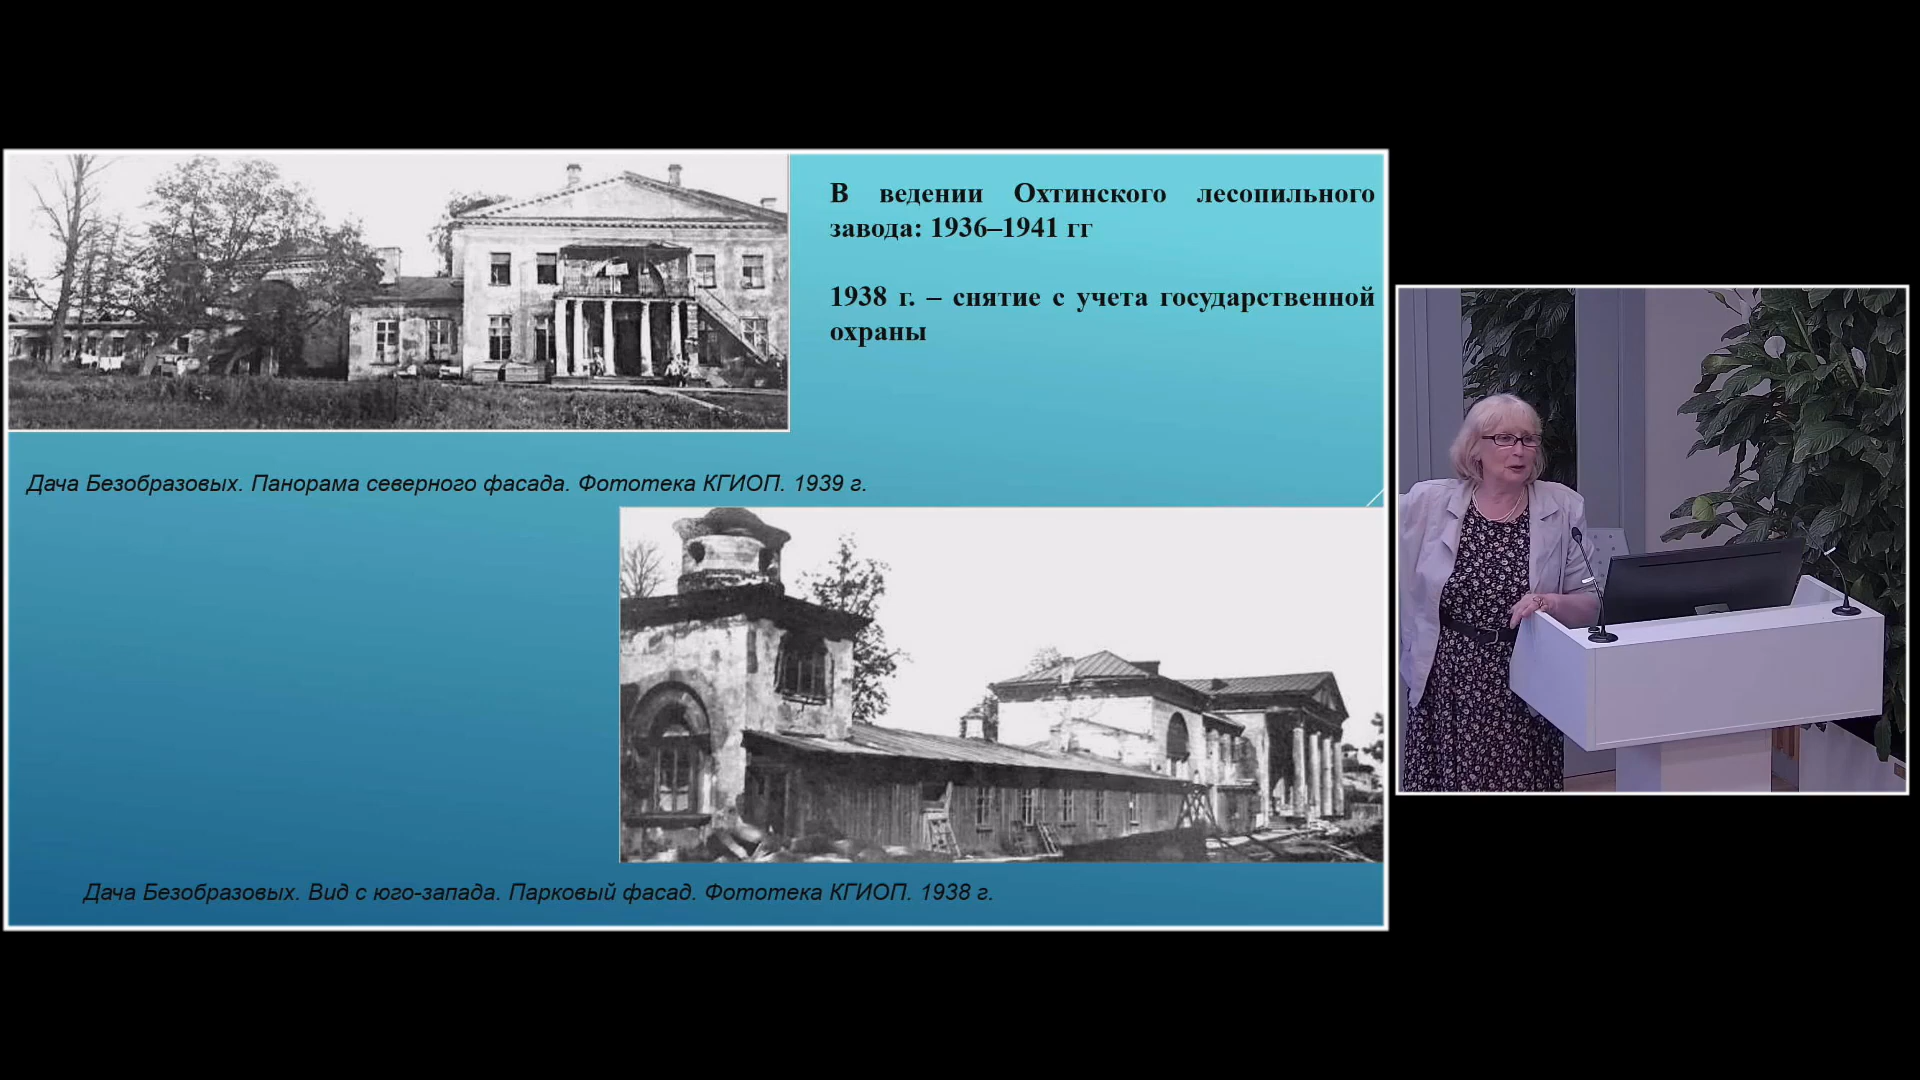 В ведении Охтинского лесопильного
завода: 1936–1941 гг
1938 г. – снятие с учета государственной
охраны
Дача Безобразовых. Панорама северного фасада. Фототека КГИОП. 1939 г.
Дача Безобразовых. Вид с юго-запада. Парковый фасад. Фототека КГИОП. 1938 г.